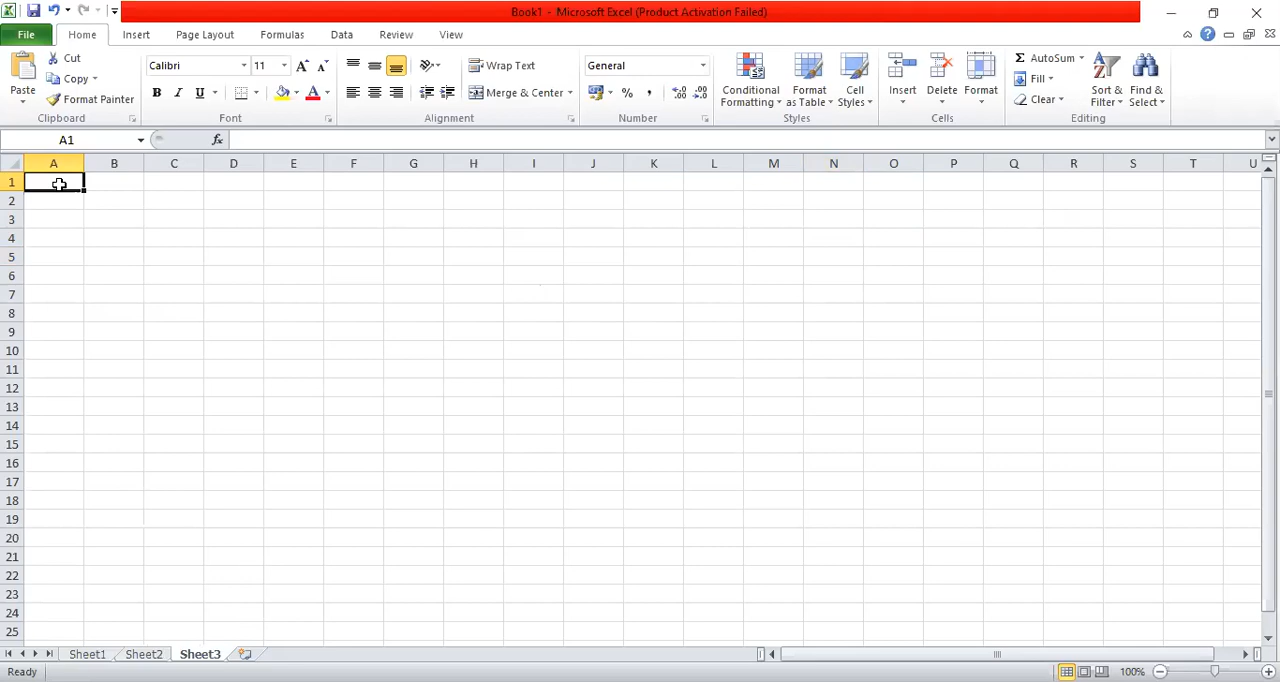 Book1 - Microsoft Excel (Product Activation Failed)
File Home Insert Page Layout Formulas Data Review View
Paste
Cut
Copy
Format Painter
Clipboard
Calibri 11
B I U
Font
Wrap Text
Merge & Center
Alignment
General
%
Number
Conditional Formatting
Format as Table
Cell Styles
Styles
Insert
Delete
Format
Cells
AutoSum
Fill
Clear
Sort & Filter
Find & Select
Editing
A1 fx
A B C D E F G H I J K L M N O P Q R S T U
1
2
3
4
5
6
7
8
9
10
11
12
13
14
15
16
17
18
19
20
21
22
23
24
25
Sheet1 Sheet2 Sheet3
Ready 100%